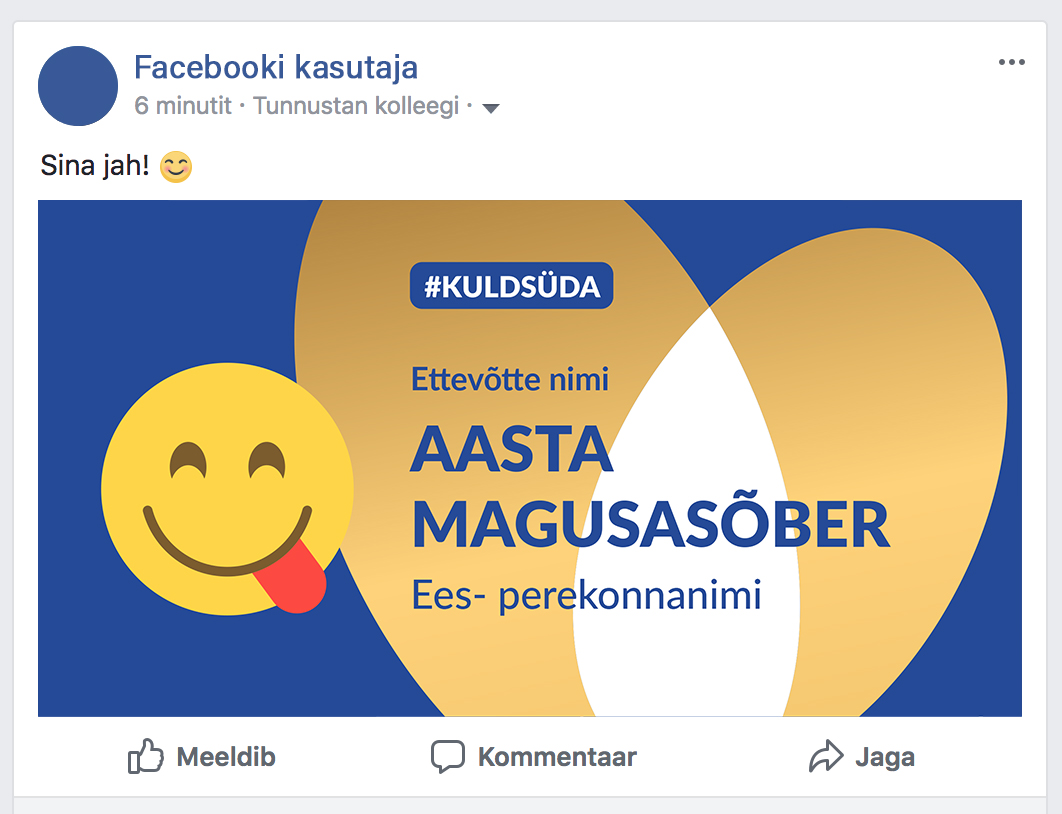 Facebooki kasutaja
6 minutit · Tunnustan kolleegi ·
Sina jah! 😊
#KULDSÜDA
Ettevõtte nimi
AASTA
MAGUSASÕBER
Ees- perekonnanimi
Meeldib
Kommentaar
Jaga